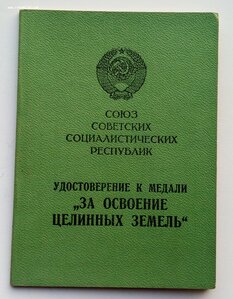 СОЮЗ
СОВЕТСКИХ
СОЦИАЛИСТИЧЕСКИХ
РЕСПУБЛИК
УДОСТОВЕРЕНИЕ К МЕДАЛИ
„ЗА ОСВОЕНИЕ
ЦЕЛИННЫХ ЗЕМЕЛЬ“